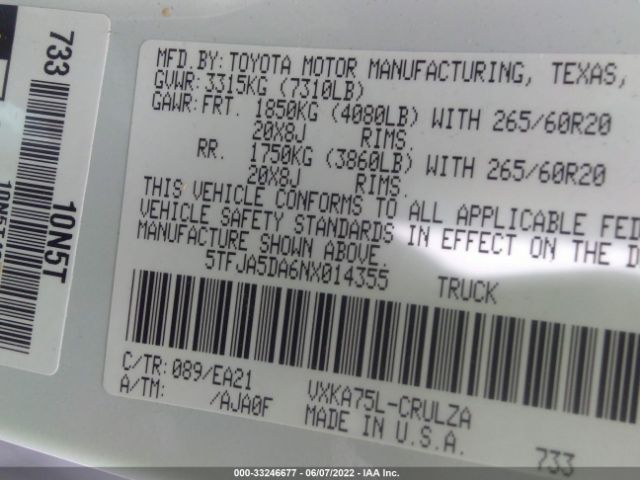 MFD.BY: TOYOTA MOTOR MANUFACTURING, TEXAS,
GVWR: 3315KG (7310LB)
GAWR: FRT. 1850KG (4080LB) WITH 265/60R20
20X8J RIMS.
RR. 1750KG (3860LB) WITH 265/60R20
20X8J RIMS.
THIS VEHICLE CONFORMS TO ALL APPLICABLE FED
VEHICLE SAFETY STANDARDS IN EFFECT ON THE D
MANUFACTURE SHOWN ABOVE.
5TFJA5DA6NX014355 TRUCK
C/TR: 089/EA21 VXKA75L-CRULZA
A/TM: /AJA0F MADE IN U.S.A.
733
733
10N5T
000-33246677 - 06/07/2022 - IAA Inc.